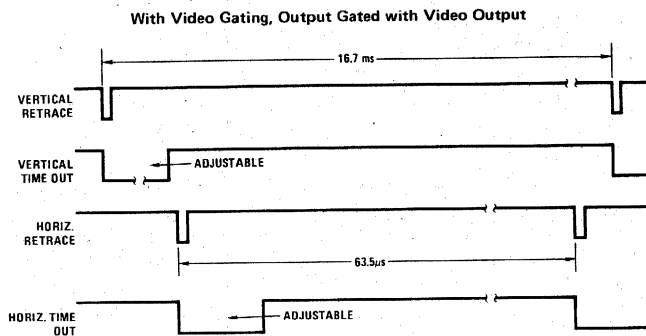 With Video Gating, Output Gated with Video Output
16.7 ms
VERTICAL
RETRACE
VERTICAL
TIME OUT
ADJUSTABLE
HORIZ.
RETRACE
63.5μs
HORIZ. TIME
OUT
ADJUSTABLE